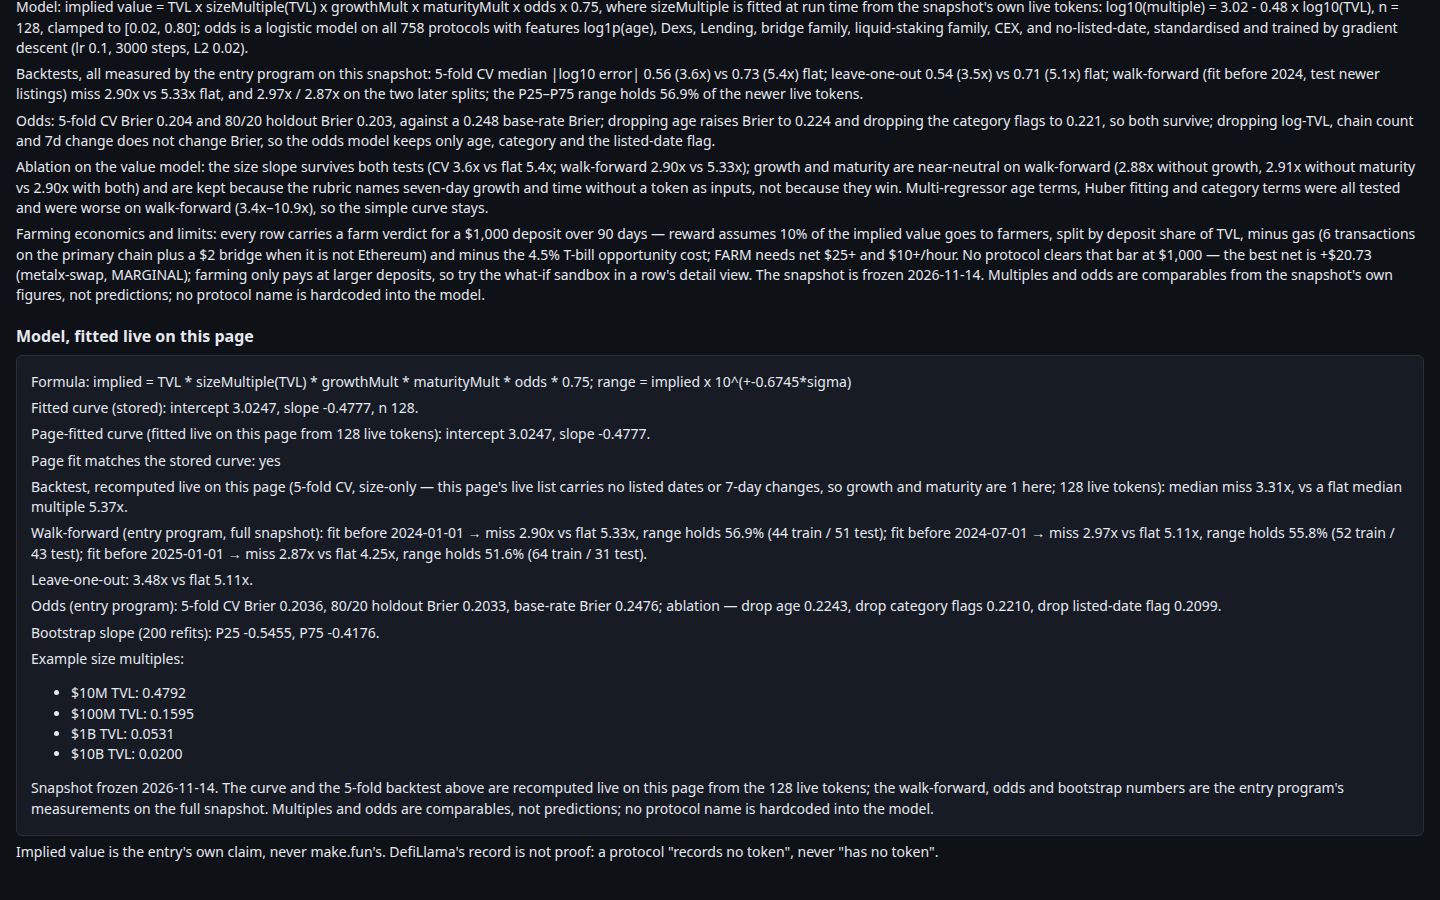 Model: implied value = TVL x sizeMultiple(TVL) x growthMult x maturityMult x odds x 0.75, where sizeMultiple is fitted at run time from the snapshot's own live tokens: log10(multiple) = 3.02 - 0.48 x log10(TVL), n =
128, clamped to [0.02, 0.80]; odds is a logistic model on all 758 protocols with features log1p(age), Dexs, Lending, bridge family, liquid-staking family, CEX, and no-listed-date, standardised and trained by gradient
descent (lr 0.1, 3000 steps, L2 0.02).
Backtests, all measured by the entry program on this snapshot: 5-fold CV median |log10 error| 0.56 (3.6x) vs 0.73 (5.4x) flat; leave-one-out 0.54 (3.5x) vs 0.71 (5.1x) flat; walk-forward (fit before 2024, test newer
listings) miss 2.90x vs 5.33x flat, and 2.97x / 2.87x on the two later splits; the P25–P75 range holds 56.9% of the newer live tokens.
Odds: 5-fold CV Brier 0.204 and 80/20 holdout Brier 0.203, against a 0.248 base-rate Brier; dropping age raises Brier to 0.224 and dropping the category flags to 0.221, so both survive; dropping log-TVL, chain count
and 7d change does not change Brier, so the odds model keeps only age, category and the listed-date flag.
Ablation on the value model: the size slope survives both tests (CV 3.6x vs flat 5.4x; walk-forward 2.90x vs 5.33x); growth and maturity are near-neutral on walk-forward (2.88x without growth, 2.91x without maturity
vs 2.90x with both) and are kept because the rubric names seven-day growth and time without a token as inputs, not because they win. Multi-regressor age terms, Huber fitting and category terms were all tested
and were worse on walk-forward (3.4x–10.9x), so the simple curve stays.
Farming economics and limits: every row carries a farm verdict for a $1,000 deposit over 90 days — reward assumes 10% of the implied value goes to farmers, split by deposit share of TVL, minus gas (6 transactions
on the primary chain plus a $2 bridge when it is not Ethereum) and minus the 4.5% T-bill opportunity cost; FARM needs net $25+ and $10+/hour. No protocol clears that bar at $1,000 — the best net is +$20.73
(metalx-swap, MARGINAL); farming only pays at larger deposits, so try the what-if sandbox in a row's detail view. The snapshot is frozen 2026-11-14. Multiples and odds are comparables from the snapshot's own
figures, not predictions; no protocol name is hardcoded into the model.
Model, fitted live on this page
Formula: implied = TVL * sizeMultiple(TVL) * growthMult * maturityMult * odds * 0.75; range = implied x 10^(+-0.6745*sigma)
Fitted curve (stored): intercept 3.0247, slope -0.4777, n 128.
Page-fitted curve (fitted live on this page from 128 live tokens): intercept 3.0247, slope -0.4777.
Page fit matches the stored curve: yes
Backtest, recomputed live on this page (5-fold CV, size-only — this page's live list carries no listed dates or 7-day changes, so growth and maturity are 1 here; 128 live tokens): median miss 3.31x, vs a flat median
multiple 5.37x.
Walk-forward (entry program, full snapshot): fit before 2024-01-01 → miss 2.90x vs flat 5.33x, range holds 56.9% (44 train / 51 test); fit before 2024-07-01 → miss 2.97x vs flat 5.11x, range holds 55.8% (52 train /
43 test); fit before 2025-01-01 → miss 2.87x vs flat 4.25x, range holds 51.6% (64 train / 31 test).
Leave-one-out: 3.48x vs flat 5.11x.
Odds (entry program): 5-fold CV Brier 0.2036, 80/20 holdout Brier 0.2033, base-rate Brier 0.2476; ablation — drop age 0.2243, drop category flags 0.2210, drop listed-date flag 0.2099.
Bootstrap slope (200 refits): P25 -0.5455, P75 -0.4176.
Example size multiples:
• $10M TVL: 0.4792
• $100M TVL: 0.1595
• $1B TVL: 0.0531
• $10B TVL: 0.0200
Snapshot frozen 2026-11-14. The curve and the 5-fold backtest above are recomputed live on this page from the 128 live tokens; the walk-forward, odds and bootstrap numbers are the entry program's
measurements on the full snapshot. Multiples and odds are comparables, not predictions; no protocol name is hardcoded into the model.
Implied value is the entry's own claim, never make.fun's. DefiLlama's record is not proof: a protocol "records no token", never "has no token".